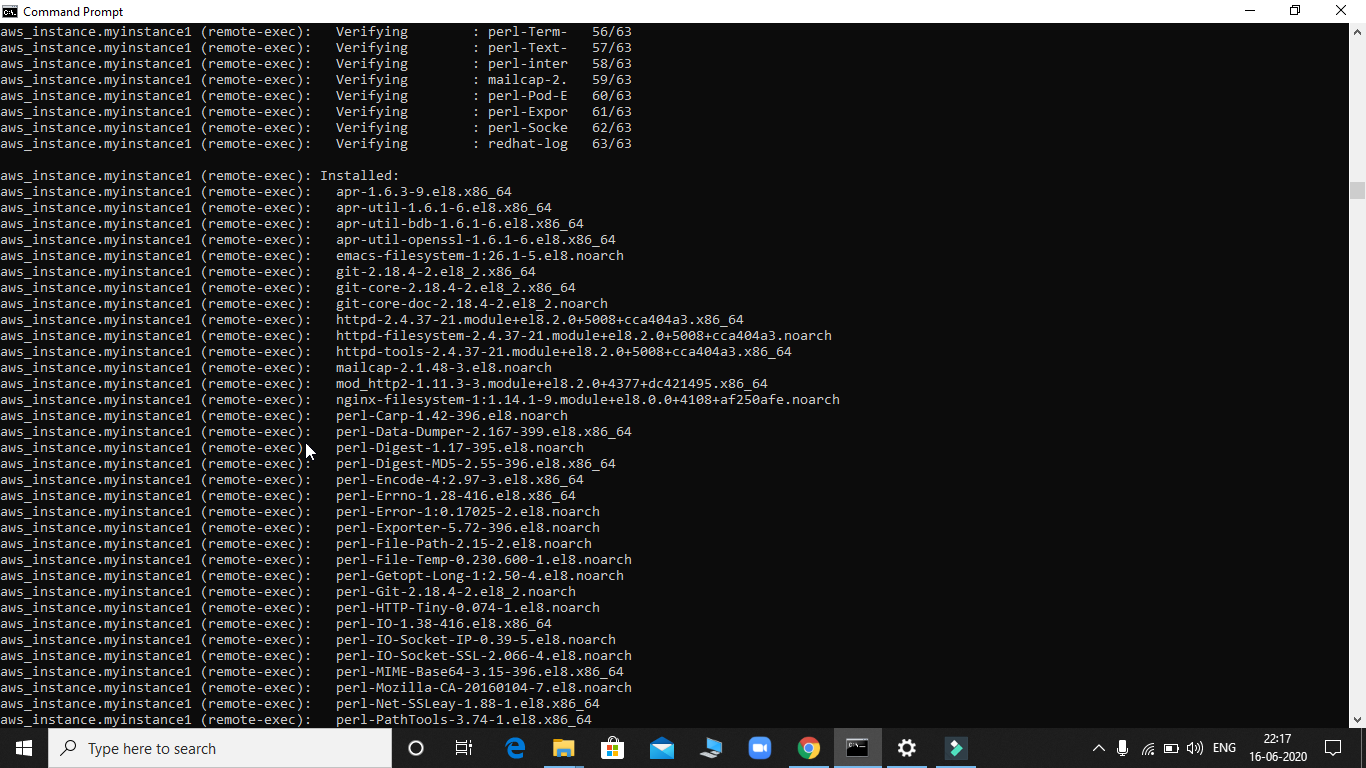 Command Prompt
aws_instance.myinstance1 (remote-exec):   Verifying        : perl-Term-   56/63
aws_instance.myinstance1 (remote-exec):   Verifying        : perl-Text-   57/63
aws_instance.myinstance1 (remote-exec):   Verifying        : perl-inter   58/63
aws_instance.myinstance1 (remote-exec):   Verifying        : mailcap-2.   59/63
aws_instance.myinstance1 (remote-exec):   Verifying        : perl-Pod-E   60/63
aws_instance.myinstance1 (remote-exec):   Verifying        : perl-Expor   61/63
aws_instance.myinstance1 (remote-exec):   Verifying        : perl-Socke   62/63
aws_instance.myinstance1 (remote-exec):   Verifying        : redhat-log   63/63
aws_instance.myinstance1 (remote-exec): Installed:
aws_instance.myinstance1 (remote-exec):   apr-1.6.3-9.el8.x86_64
aws_instance.myinstance1 (remote-exec):   apr-util-1.6.1-6.el8.x86_64
aws_instance.myinstance1 (remote-exec):   apr-util-bdb-1.6.1-6.el8.x86_64
aws_instance.myinstance1 (remote-exec):   apr-util-openssl-1.6.1-6.el8.x86_64
aws_instance.myinstance1 (remote-exec):   emacs-filesystem-1:26.1-5.el8.noarch
aws_instance.myinstance1 (remote-exec):   git-2.18.4-2.el8_2.x86_64
aws_instance.myinstance1 (remote-exec):   git-core-2.18.4-2.el8_2.x86_64
aws_instance.myinstance1 (remote-exec):   git-core-doc-2.18.4-2.el8_2.noarch
aws_instance.myinstance1 (remote-exec):   httpd-2.4.37-21.module+el8.2.0+5008+cca404a3.x86_64
aws_instance.myinstance1 (remote-exec):   httpd-filesystem-2.4.37-21.module+el8.2.0+5008+cca404a3.noarch
aws_instance.myinstance1 (remote-exec):   httpd-tools-2.4.37-21.module+el8.2.0+5008+cca404a3.x86_64
aws_instance.myinstance1 (remote-exec):   mailcap-2.1.48-3.el8.noarch
aws_instance.myinstance1 (remote-exec):   mod_http2-1.11.3-3.module+el8.2.0+4377+dc421495.x86_64
aws_instance.myinstance1 (remote-exec):   nginx-filesystem-1:1.14.1-9.module+el8.0.0+4108+af250afe.noarch
aws_instance.myinstance1 (remote-exec):   perl-Carp-1.42-396.el8.noarch
aws_instance.myinstance1 (remote-exec):   perl-Data-Dumper-2.167-399.el8.x86_64
aws_instance.myinstance1 (remote-exec):   perl-Digest-1.17-395.el8.noarch
aws_instance.myinstance1 (remote-exec):   perl-Digest-MD5-2.55-396.el8.x86_64
aws_instance.myinstance1 (remote-exec):   perl-Encode-4:2.97-3.el8.x86_64
aws_instance.myinstance1 (remote-exec):   perl-Errno-1.28-416.el8.x86_64
aws_instance.myinstance1 (remote-exec):   perl-Error-1:0.17025-2.el8.noarch
aws_instance.myinstance1 (remote-exec):   perl-Exporter-5.72-396.el8.noarch
aws_instance.myinstance1 (remote-exec):   perl-File-Path-2.15-2.el8.noarch
aws_instance.myinstance1 (remote-exec):   perl-File-Temp-0.230.600-1.el8.noarch
aws_instance.myinstance1 (remote-exec):   perl-Getopt-Long-1:2.50-4.el8.noarch
aws_instance.myinstance1 (remote-exec):   perl-Git-2.18.4-2.el8_2.noarch
aws_instance.myinstance1 (remote-exec):   perl-HTTP-Tiny-0.074-1.el8.noarch
aws_instance.myinstance1 (remote-exec):   perl-IO-1.38-416.el8.x86_64
aws_instance.myinstance1 (remote-exec):   perl-IO-Socket-IP-0.39-5.el8.noarch
aws_instance.myinstance1 (remote-exec):   perl-IO-Socket-SSL-2.066-4.el8.noarch
aws_instance.myinstance1 (remote-exec):   perl-MIME-Base64-3.15-396.el8.x86_64
aws_instance.myinstance1 (remote-exec):   perl-Mozilla-CA-20160104-7.el8.noarch
aws_instance.myinstance1 (remote-exec):   perl-Net-SSLeay-1.88-1.el8.x86_64
aws_instance.myinstance1 (remote-exec):   perl-PathTools-3.74-1.el8.x86_64
Type here to search
ENG
22:17
16-06-2020